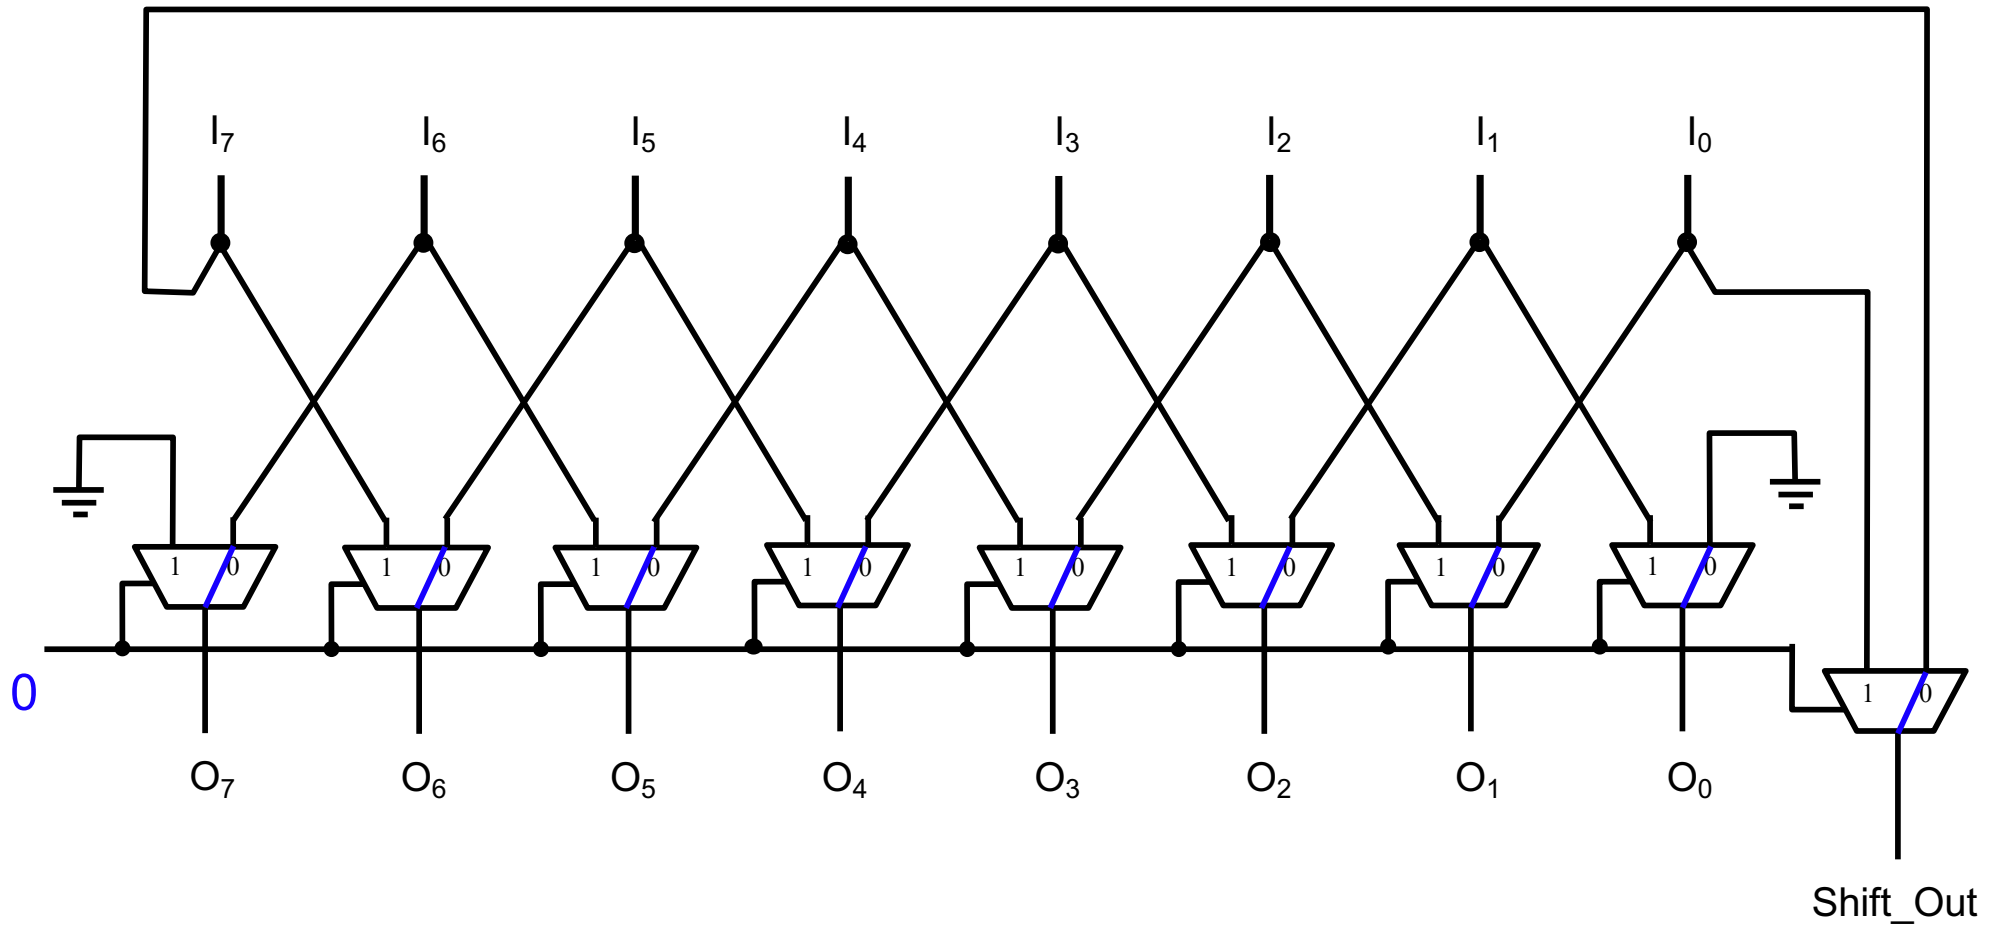 I₇ I₆ I₅ I₄ I₃ I₂ I₁ I₀
1 0 1 0 1 0 1 0 1 0 1 0 1 0 1 0
0 1 0
O₇ O₆ O₅ O₄ O₃ O₂ O₁ O₀
Shift_Out